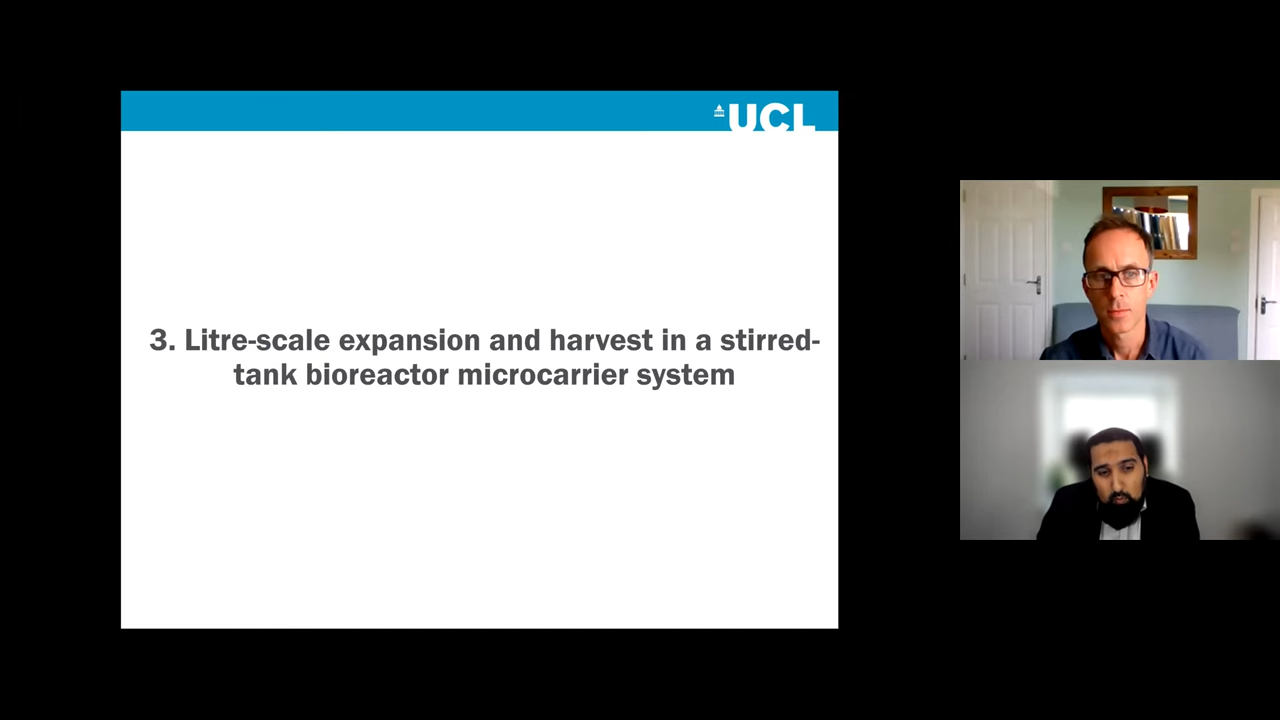 UCL
3. Litre-scale expansion and harvest in a stirred-
tank bioreactor microcarrier system